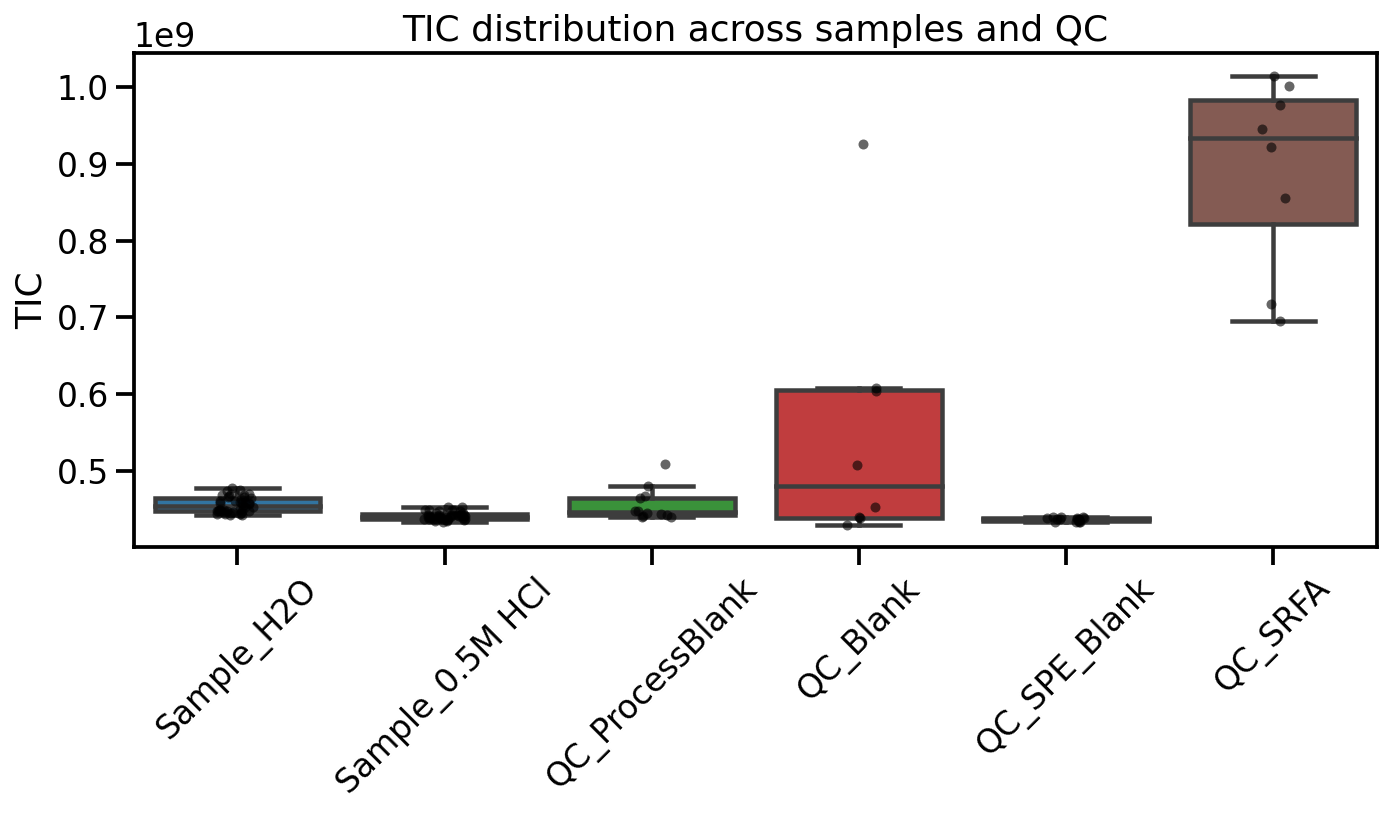 TIC distribution across samples and QC
1e9
1.0
0.9
0.8
0.7
0.6
0.5
TIC
Sample_H2O
Sample_0.5M HCl
QC_ProcessBlank
QC_Blank
QC_SPE_Blank
QC_SRFA